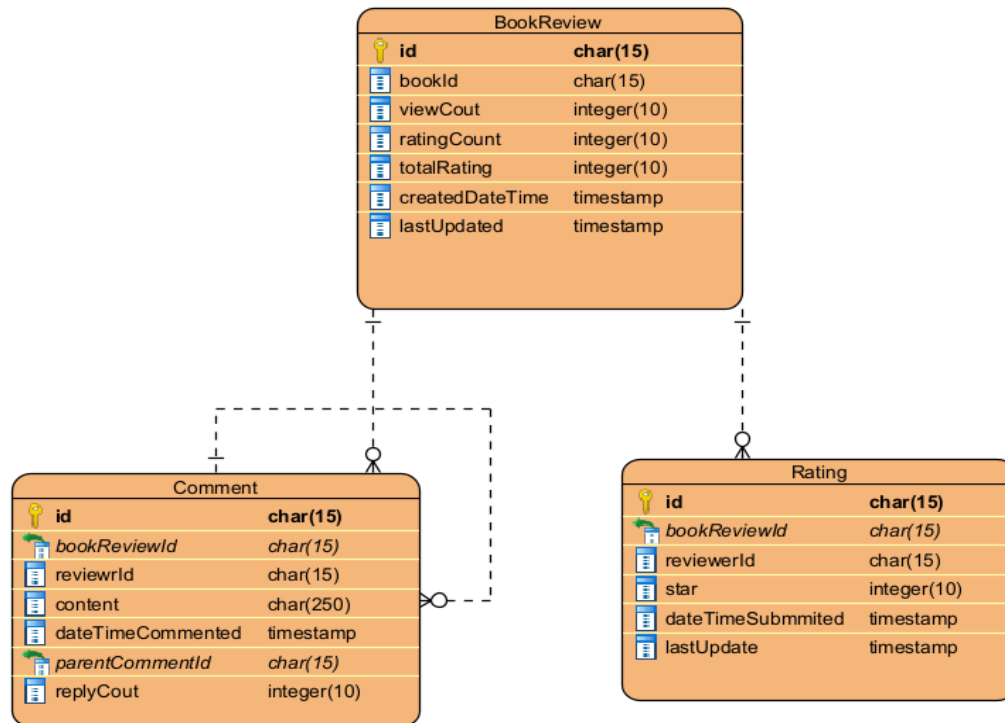 BookReview
id char(15)
bookId char(15)
viewCout integer(10)
ratingCount integer(10)
totalRating integer(10)
createdDateTime timestamp
lastUpdated timestamp
Comment
id char(15)
bookReviewId char(15)
reviewrId char(15)
content char(250)
dateTimeCommented timestamp
parentCommentId char(15)
replyCout integer(10)
Rating
id char(15)
bookReviewId char(15)
reviewerId char(15)
star integer(10)
dateTimeSubmmited timestamp
lastUpdate timestamp